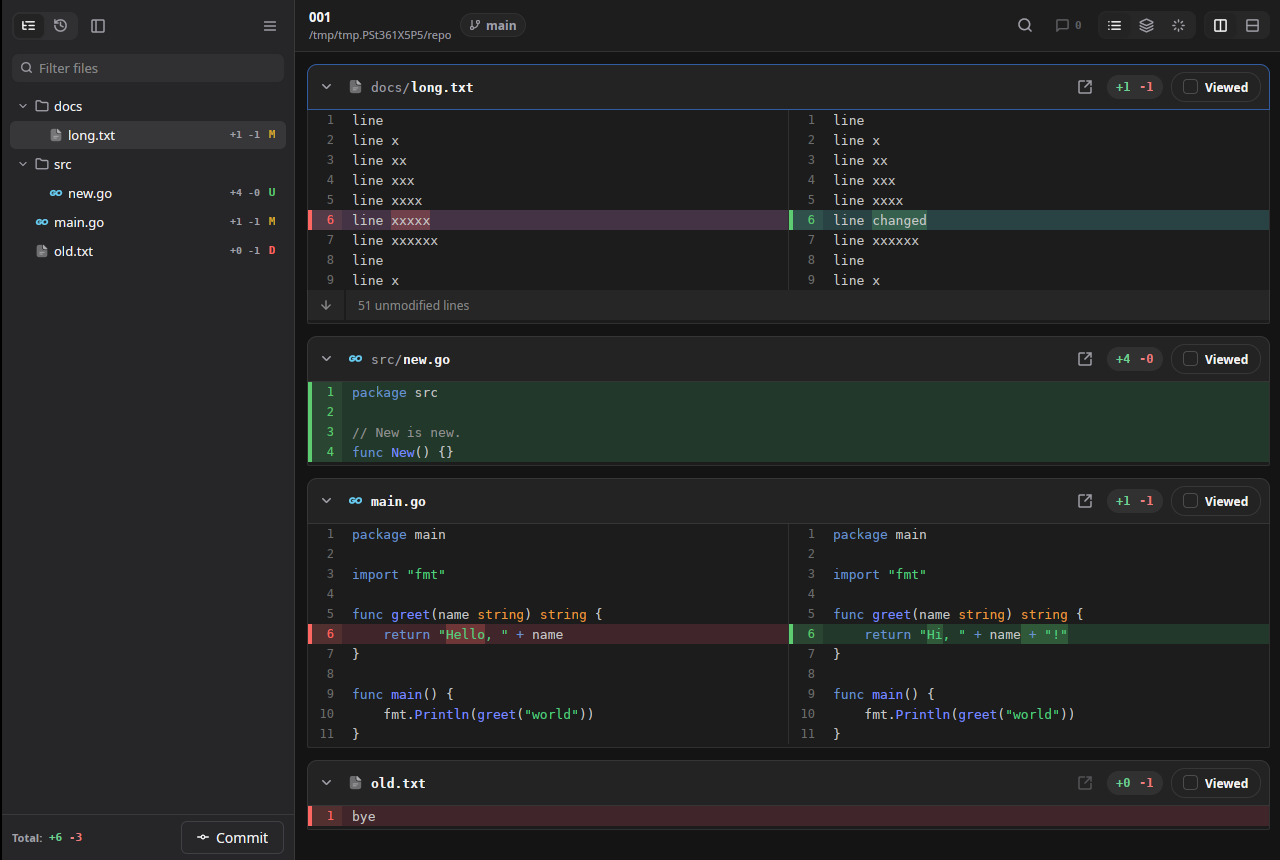 001
/tmp/tmp.PSt361X5P5/repo
main
0
Filter files
docs
long.txt +1 -1 M
src
new.go +4 -0 U
main.go +1 -1 M
old.txt +0 -1 D
Total: +6 -3
Commit
docs/long.txt +1 -1 Viewed
1 line 1 line
2 line x 2 line x
3 line xx 3 line xx
4 line xxx 4 line xxx
5 line xxxx 5 line xxxx
6 line xxxxx 6 line changed
7 line xxxxxx 7 line xxxxxx
8 line 8 line
9 line x 9 line x
51 unmodified lines
GO src/new.go +4 -0 Viewed
1 package src
2
3 // New is new.
4 func New() {}
GO main.go +1 -1 Viewed
1 package main 1 package main
2 2
3 import "fmt" 3 import "fmt"
4 4
5 func greet(name string) string { 5 func greet(name string) string {
6 return "Hello, " + name 6 return "Hi, " + name + "!"
7 } 7 }
8 8
9 func main() { 9 func main() {
10 fmt.Println(greet("world")) 10 fmt.Println(greet("world"))
11 } 11 }
old.txt +0 -1 Viewed
1 bye